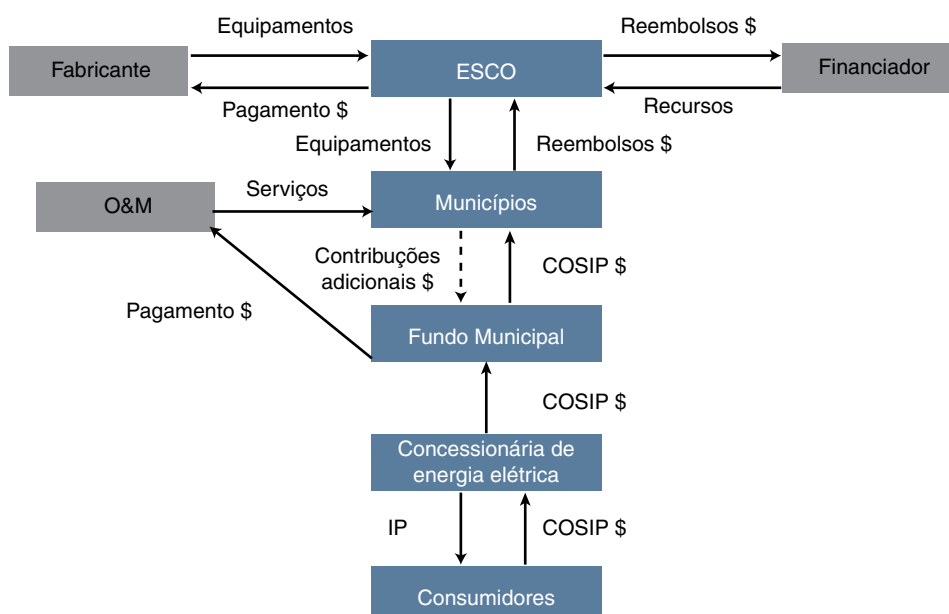 Equipamentos
Reembolsos $
Fabricante
ESCO
Financiador
Pagamento $
Recursos
Equipamentos
Reembolsos $
Serviços
O&M
Municípios
Contribuções
adicionais $
COSIP $
Pagamento $
Fundo Municipal
COSIP $
Concessionária de
energia elétrica
IP
COSIP $
Consumidores